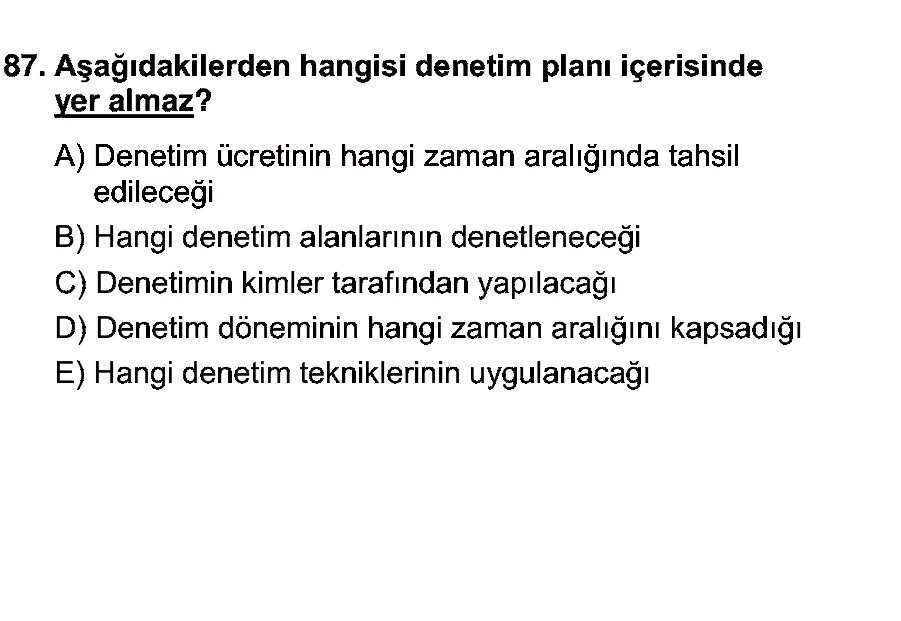 87. Aşağıdakilerden hangisi denetim planı içerisinde
yer almaz?
A) Denetim ücretinin hangi zaman aralığında tahsil
edileceği
B) Hangi denetim alanlarının denetleneceği
C) Denetimin kimler tarafından yapılacağı
D) Denetim döneminin hangi zaman aralığını kapsadığı
E) Hangi denetim tekniklerinin uygulanacağı